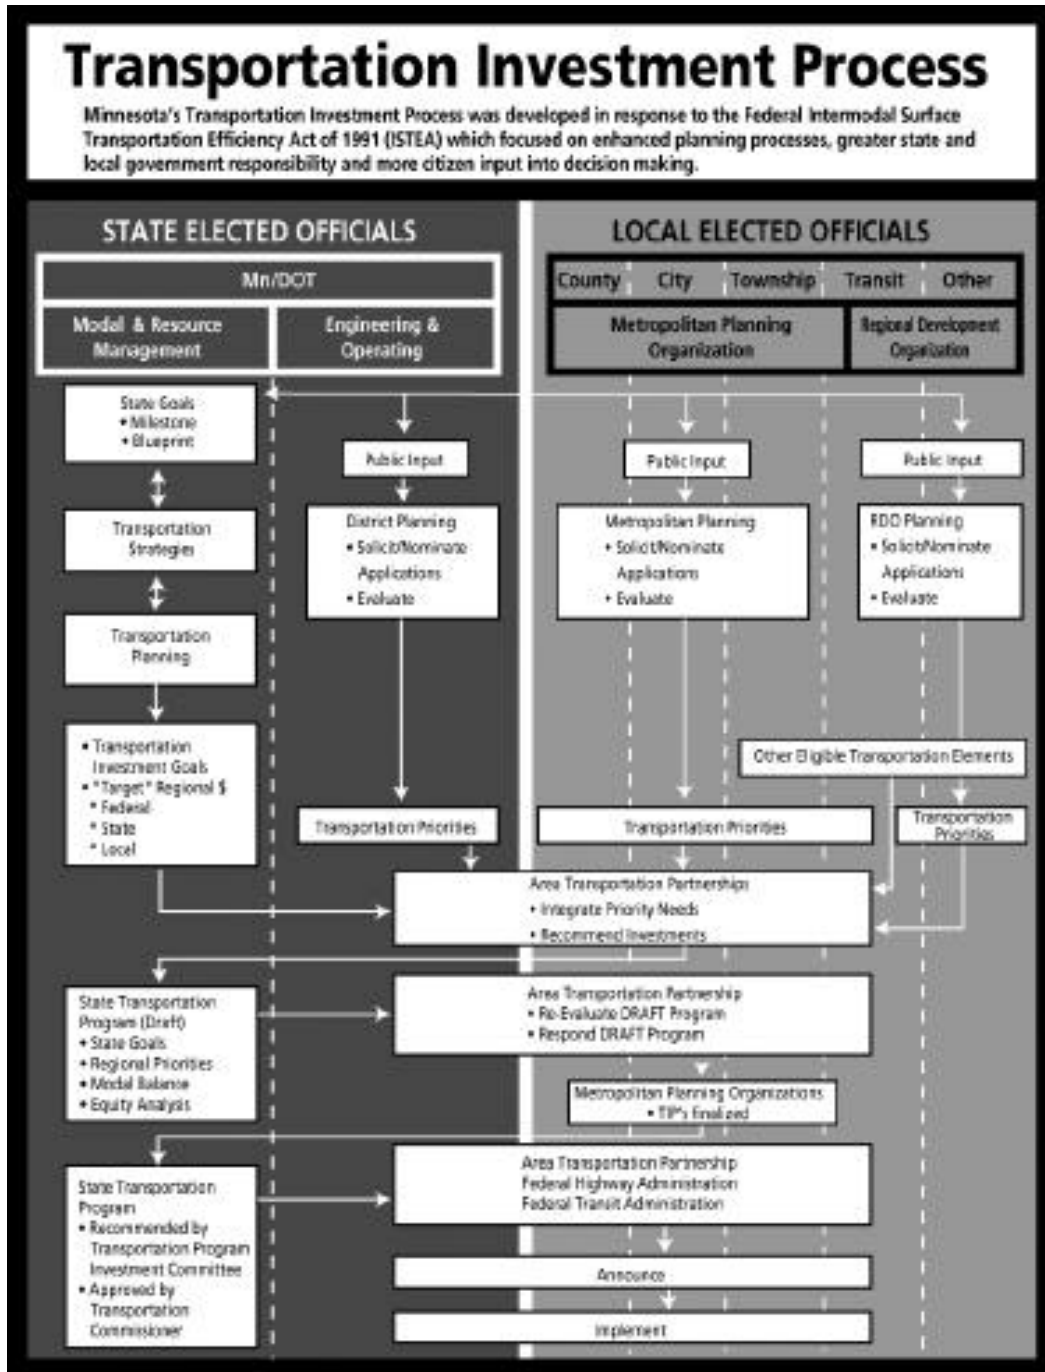 Transportation Investment Process
Minnesota's Transportation Investment Process was developed in response to the Federal Intermodal Surface
Transportation Efficiency Act of 1991 (ISTEA) which focused on enhanced planning processes, greater state and
local government responsibility and more citizen input into decision making.
STATE ELECTED OFFICIALS
LOCAL ELECTED OFFICIALS
Mn/DOT
County City Township Transit Other
Modal & Resource
Management
Engineering &
Operating
Metropolitan Planning
Organization
Regional Development
Organization
State Goals
• Milestone
• Blueprint
Public Input
Public Input
Public Input
Transportation
Strategies
District Planning
• Solicit/Nominate
Applications
• Evaluate
Metropolitan Planning
• Solicit/Nominate
Applications
• Evaluate
RDO Planning
• Solicit/Nominate
Applications
• Evaluate
Transportation
Planning
• Transportation
Investment Goals
• "Target" Regional $
* Federal
* State
* Local
Other Eligible Transportation Elements
Transportation Priorities
Transportation Priorities
Transportation
Priorities
Area Transportation Partnerships
• Integrate Priority Needs
• Recommend Investments
State Transportation
Program (Draft)
• State Goals
• Regional Priorities
• Modal Balance
• Equity Analysis
Area Transportation Partnership
• Re-Evaluate DRAFT Program
• Respond DRAFT Program
Metropolitan Planning Organizations
• TIP's finalized
State Transportation
Program
• Recommended by
Transportation Program
Investment Committee
• Approved by
Transportation
Commissioner
Area Transportation Partnership
Federal Highway Administration
Federal Transit Administration
Announce
Implement